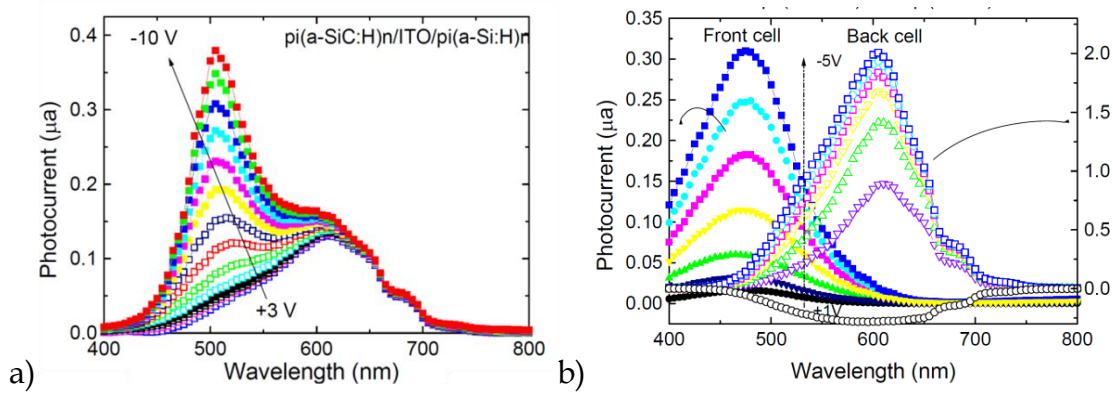 -10 V
pi(a-SiC:H)n/ITO/pi(a-Si:H)n
+3 V
Photocurrent (μa)
0.4
0.3
0.2
0.1
0.0
400 500 600 700 800
Wavelength (nm)
a)
Front cell
Back cell
-5V
+1V
Photocurrent (μa)
0.35
0.30
0.25
0.20
0.15
0.10
0.05
0.00
2.0
1.5
1.0
0.5
0.0
400 500 600 700 800
Wavelength (nm)
b)